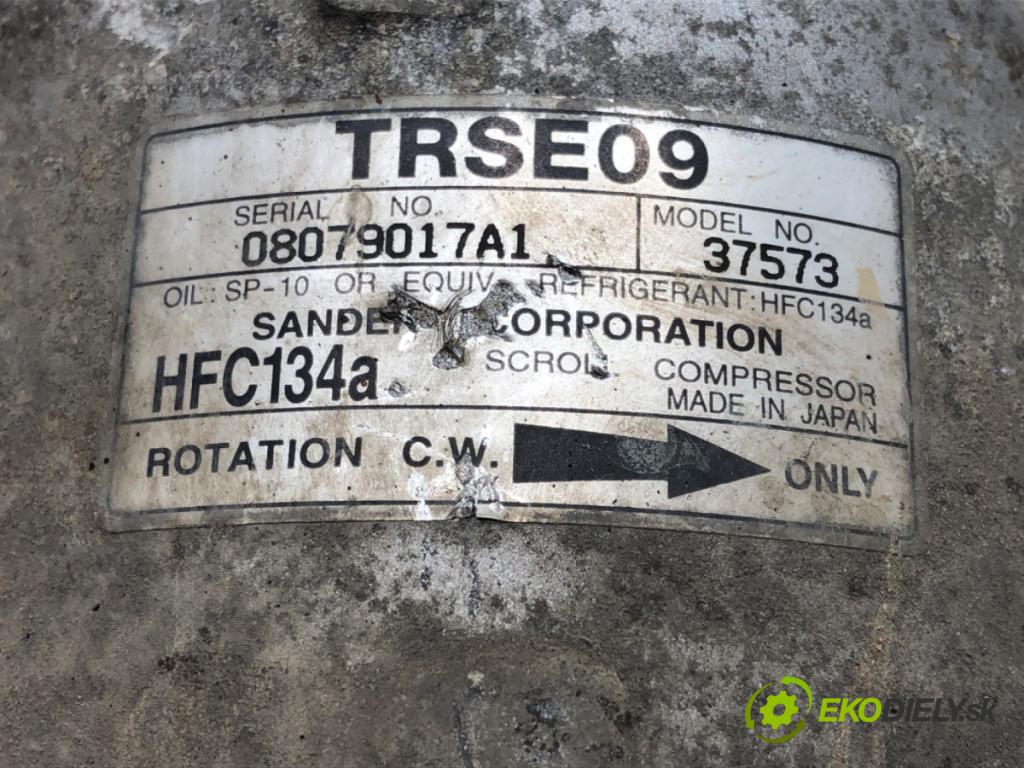 TRSE09
SERIAL NO.
08079017A1
MODEL NO.
37573
OIL: SP-10 OR EQUIV. REFRIGERANT: HFC134a
CORPORATION
HFC134a
SCROLL COMPRESSOR
MADE IN JAPAN
ROTATION C.W. ONLY
EKODIELY.sk